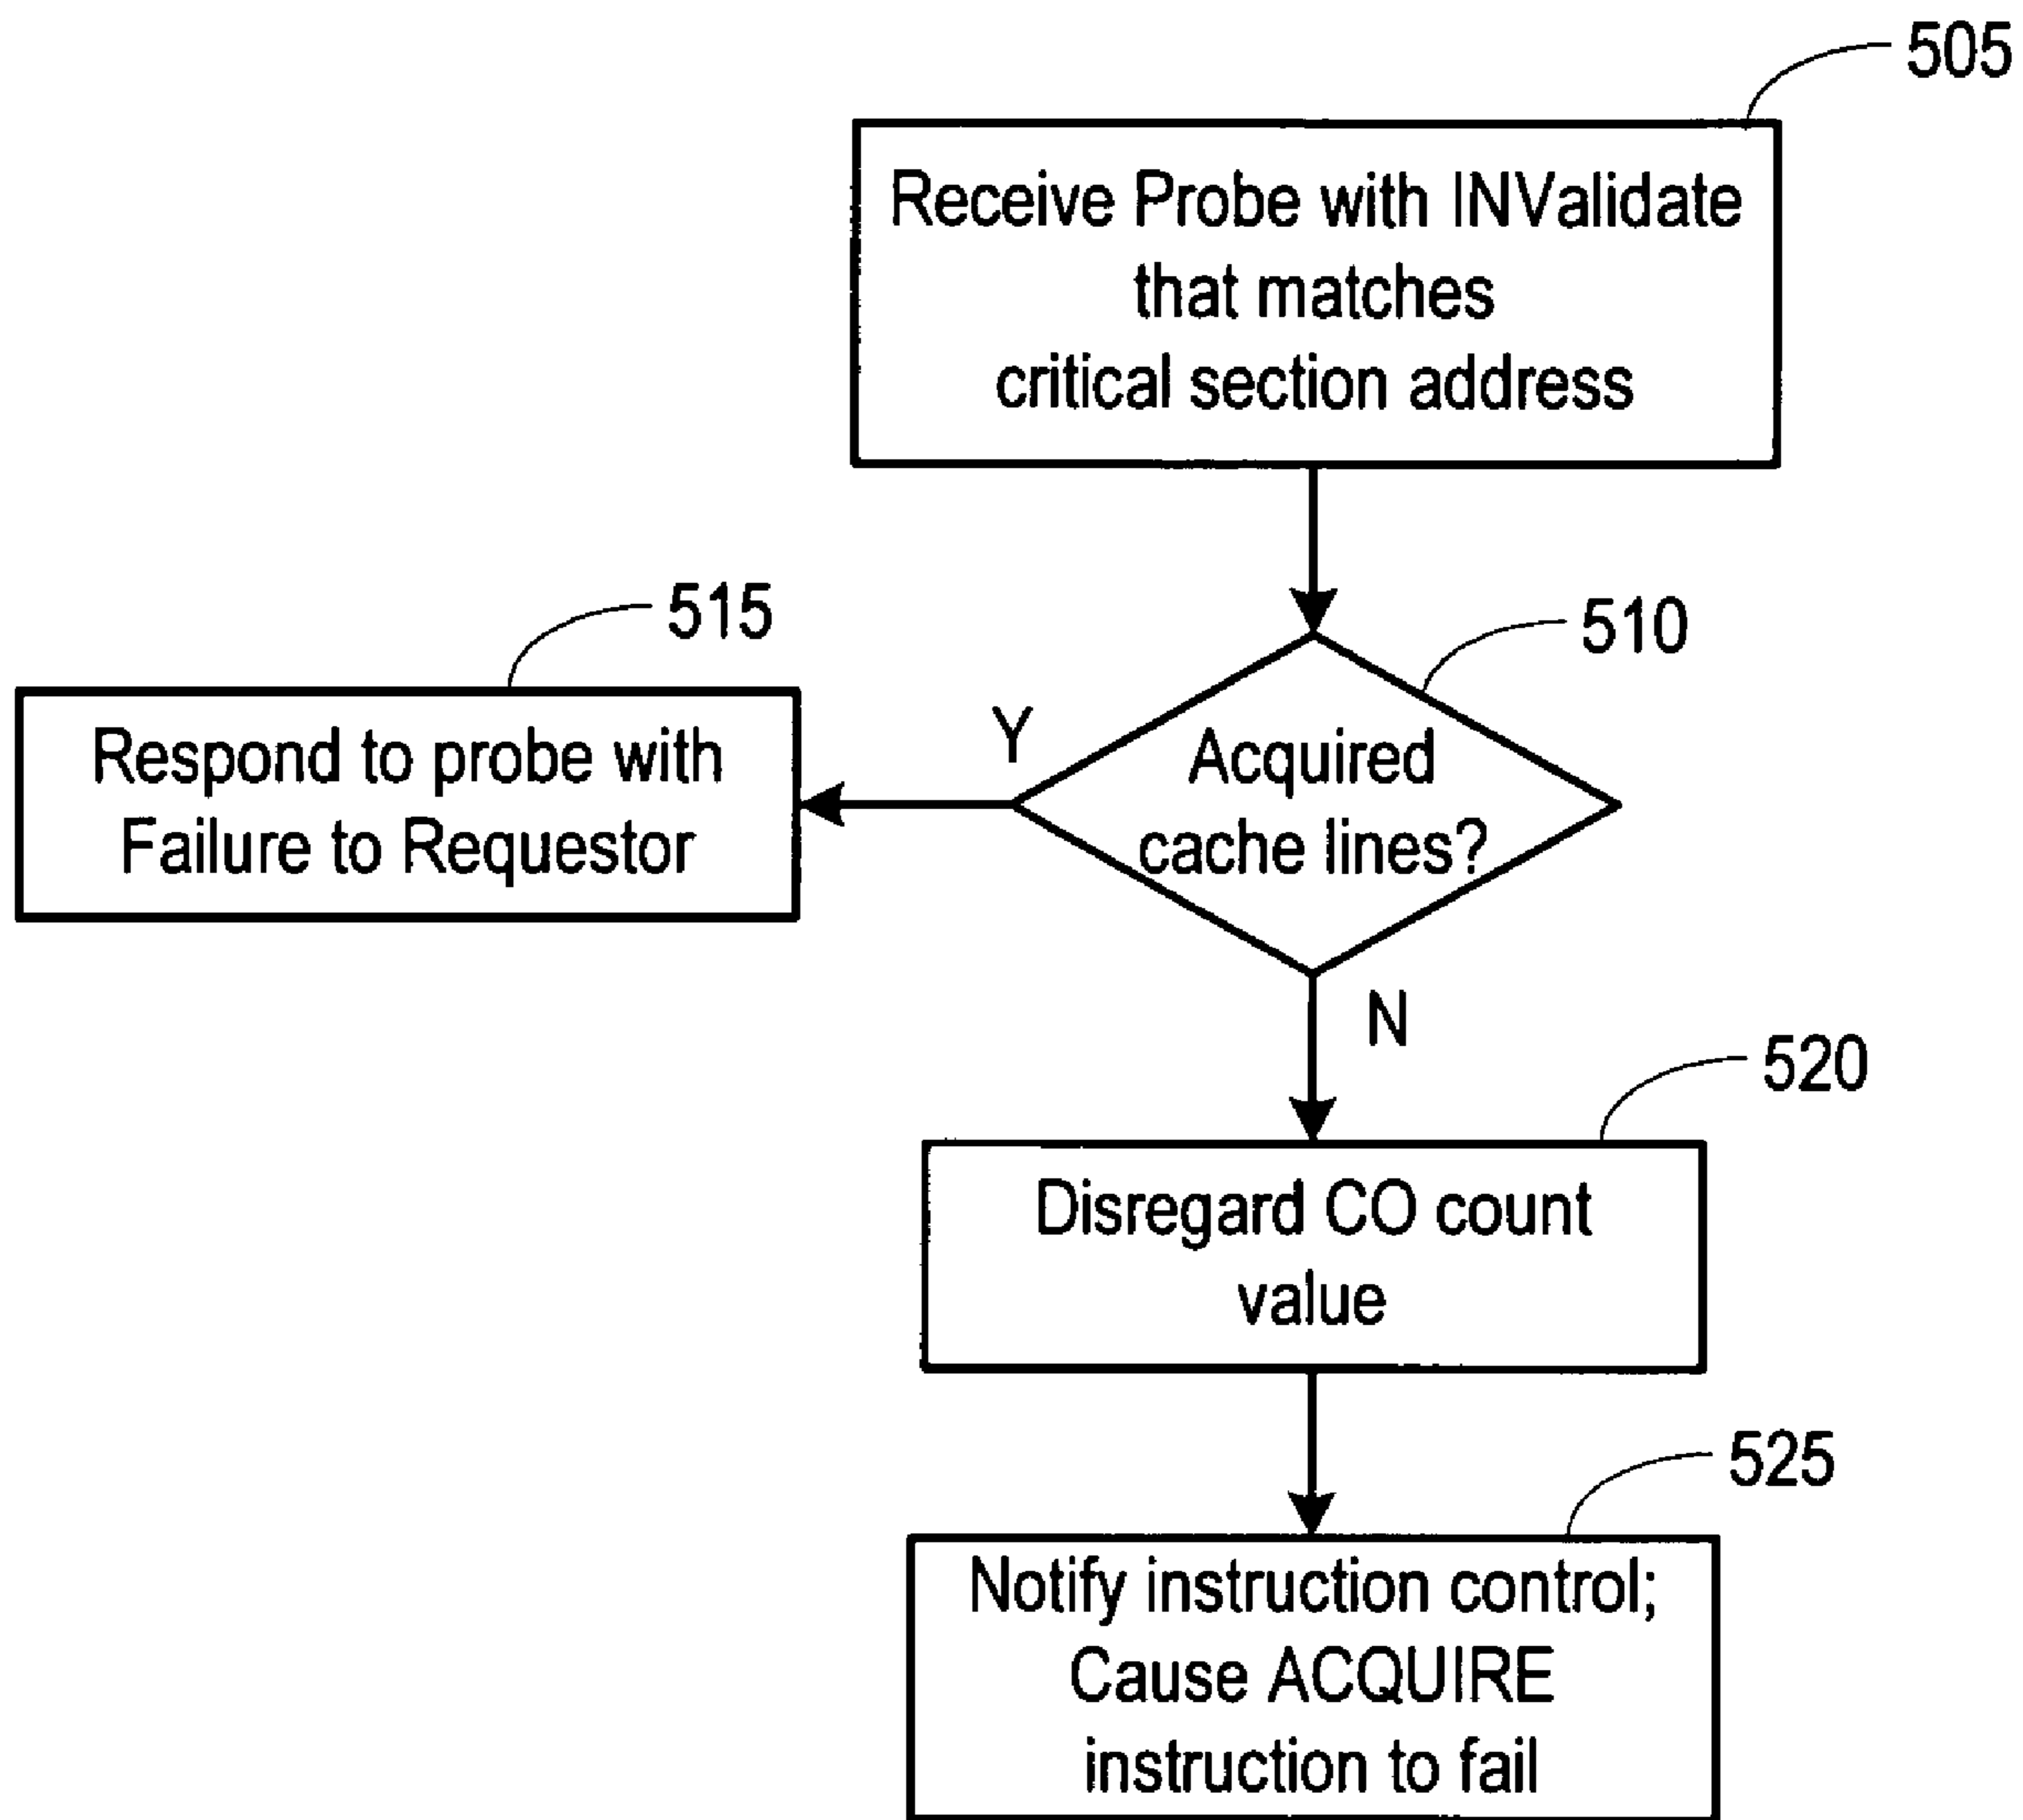 505
Receive Probe with INValidate
that matches
critical section address
510
Acquired
cache lines?
Y
515
Respond to probe with
Failure to Requestor
N
520
Disregard CO count
value
525
Notify instruction control;
Cause ACQUIRE
instruction to fail